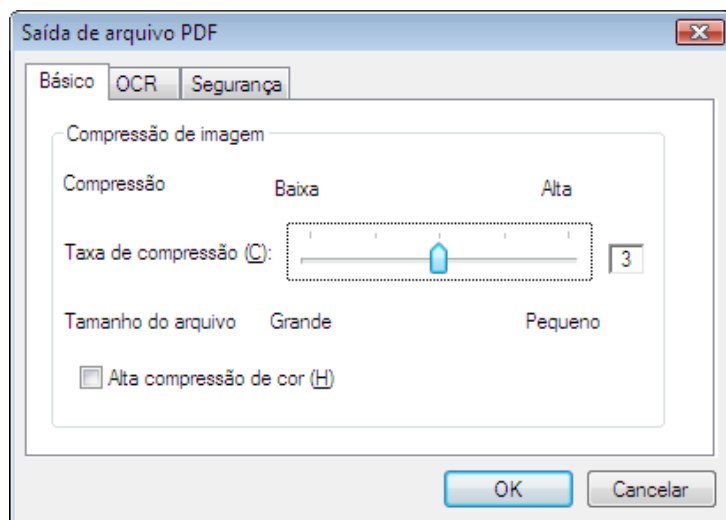 Saída de arquivo PDF
Básico OCR Segurança
Compressão de imagem
Compressão Baixa Alta
Taxa de compressão (C): 3
Tamanho do arquivo Grande Pequeno
Alta compressão de cor (H)
OK Cancelar